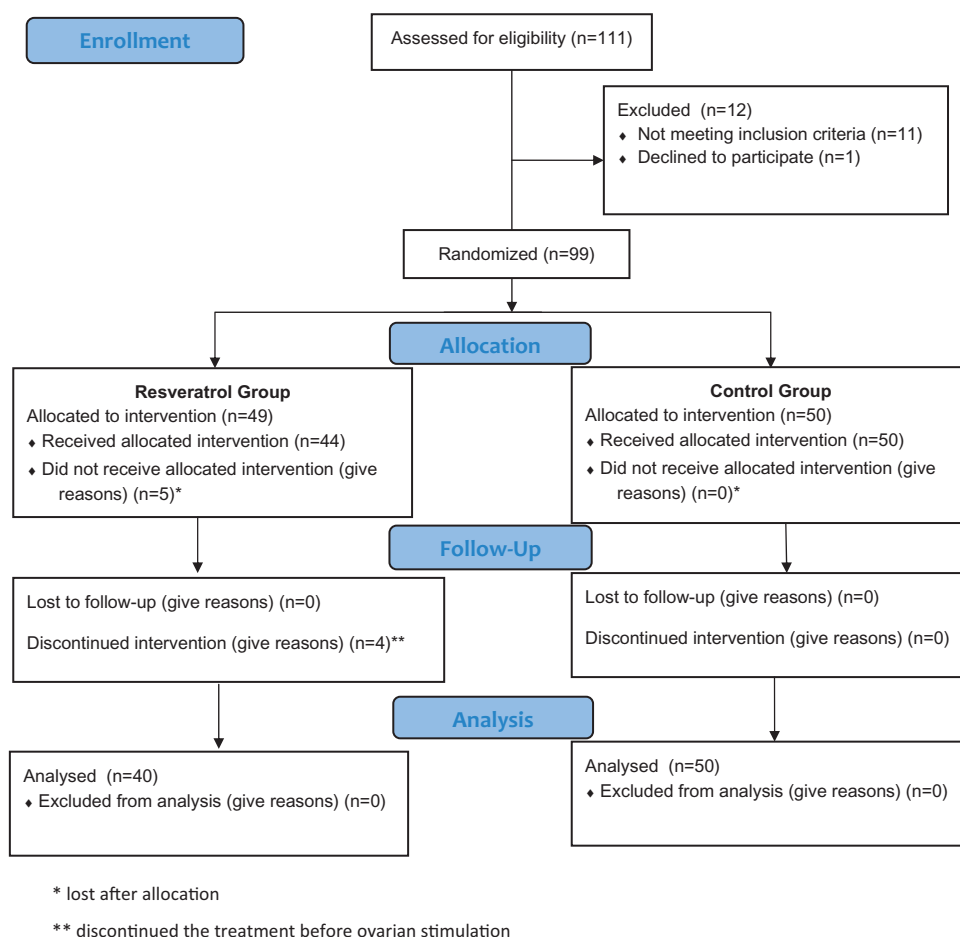 Enrollment
Assessed for eligibility (n=111)
Excluded (n=12)
♦ Not meeting inclusion criteria (n=11)
♦ Declined to participate (n=1)
Randomized (n=99)
Allocation
Resveratrol Group
Allocated to intervention (n=49)
♦ Received allocated intervention (n=44)
♦ Did not receive allocated intervention (give
reasons) (n=5)*
Control Group
Allocated to intervention (n=50)
♦ Received allocated intervention (n=50)
♦ Did not receive allocated intervention (give
reasons) (n=0)*
Follow-Up
Lost to follow-up (give reasons) (n=0)
Discontinued intervention (give reasons) (n=4)**
Lost to follow-up (give reasons) (n=0)
Discontinued intervention (give reasons) (n=0)
Analysis
Analysed (n=40)
♦ Excluded from analysis (give reasons) (n=0)
Analysed (n=50)
♦ Excluded from analysis (give reasons) (n=0)
* lost after allocation
** discontinued the treatment before ovarian stimulation